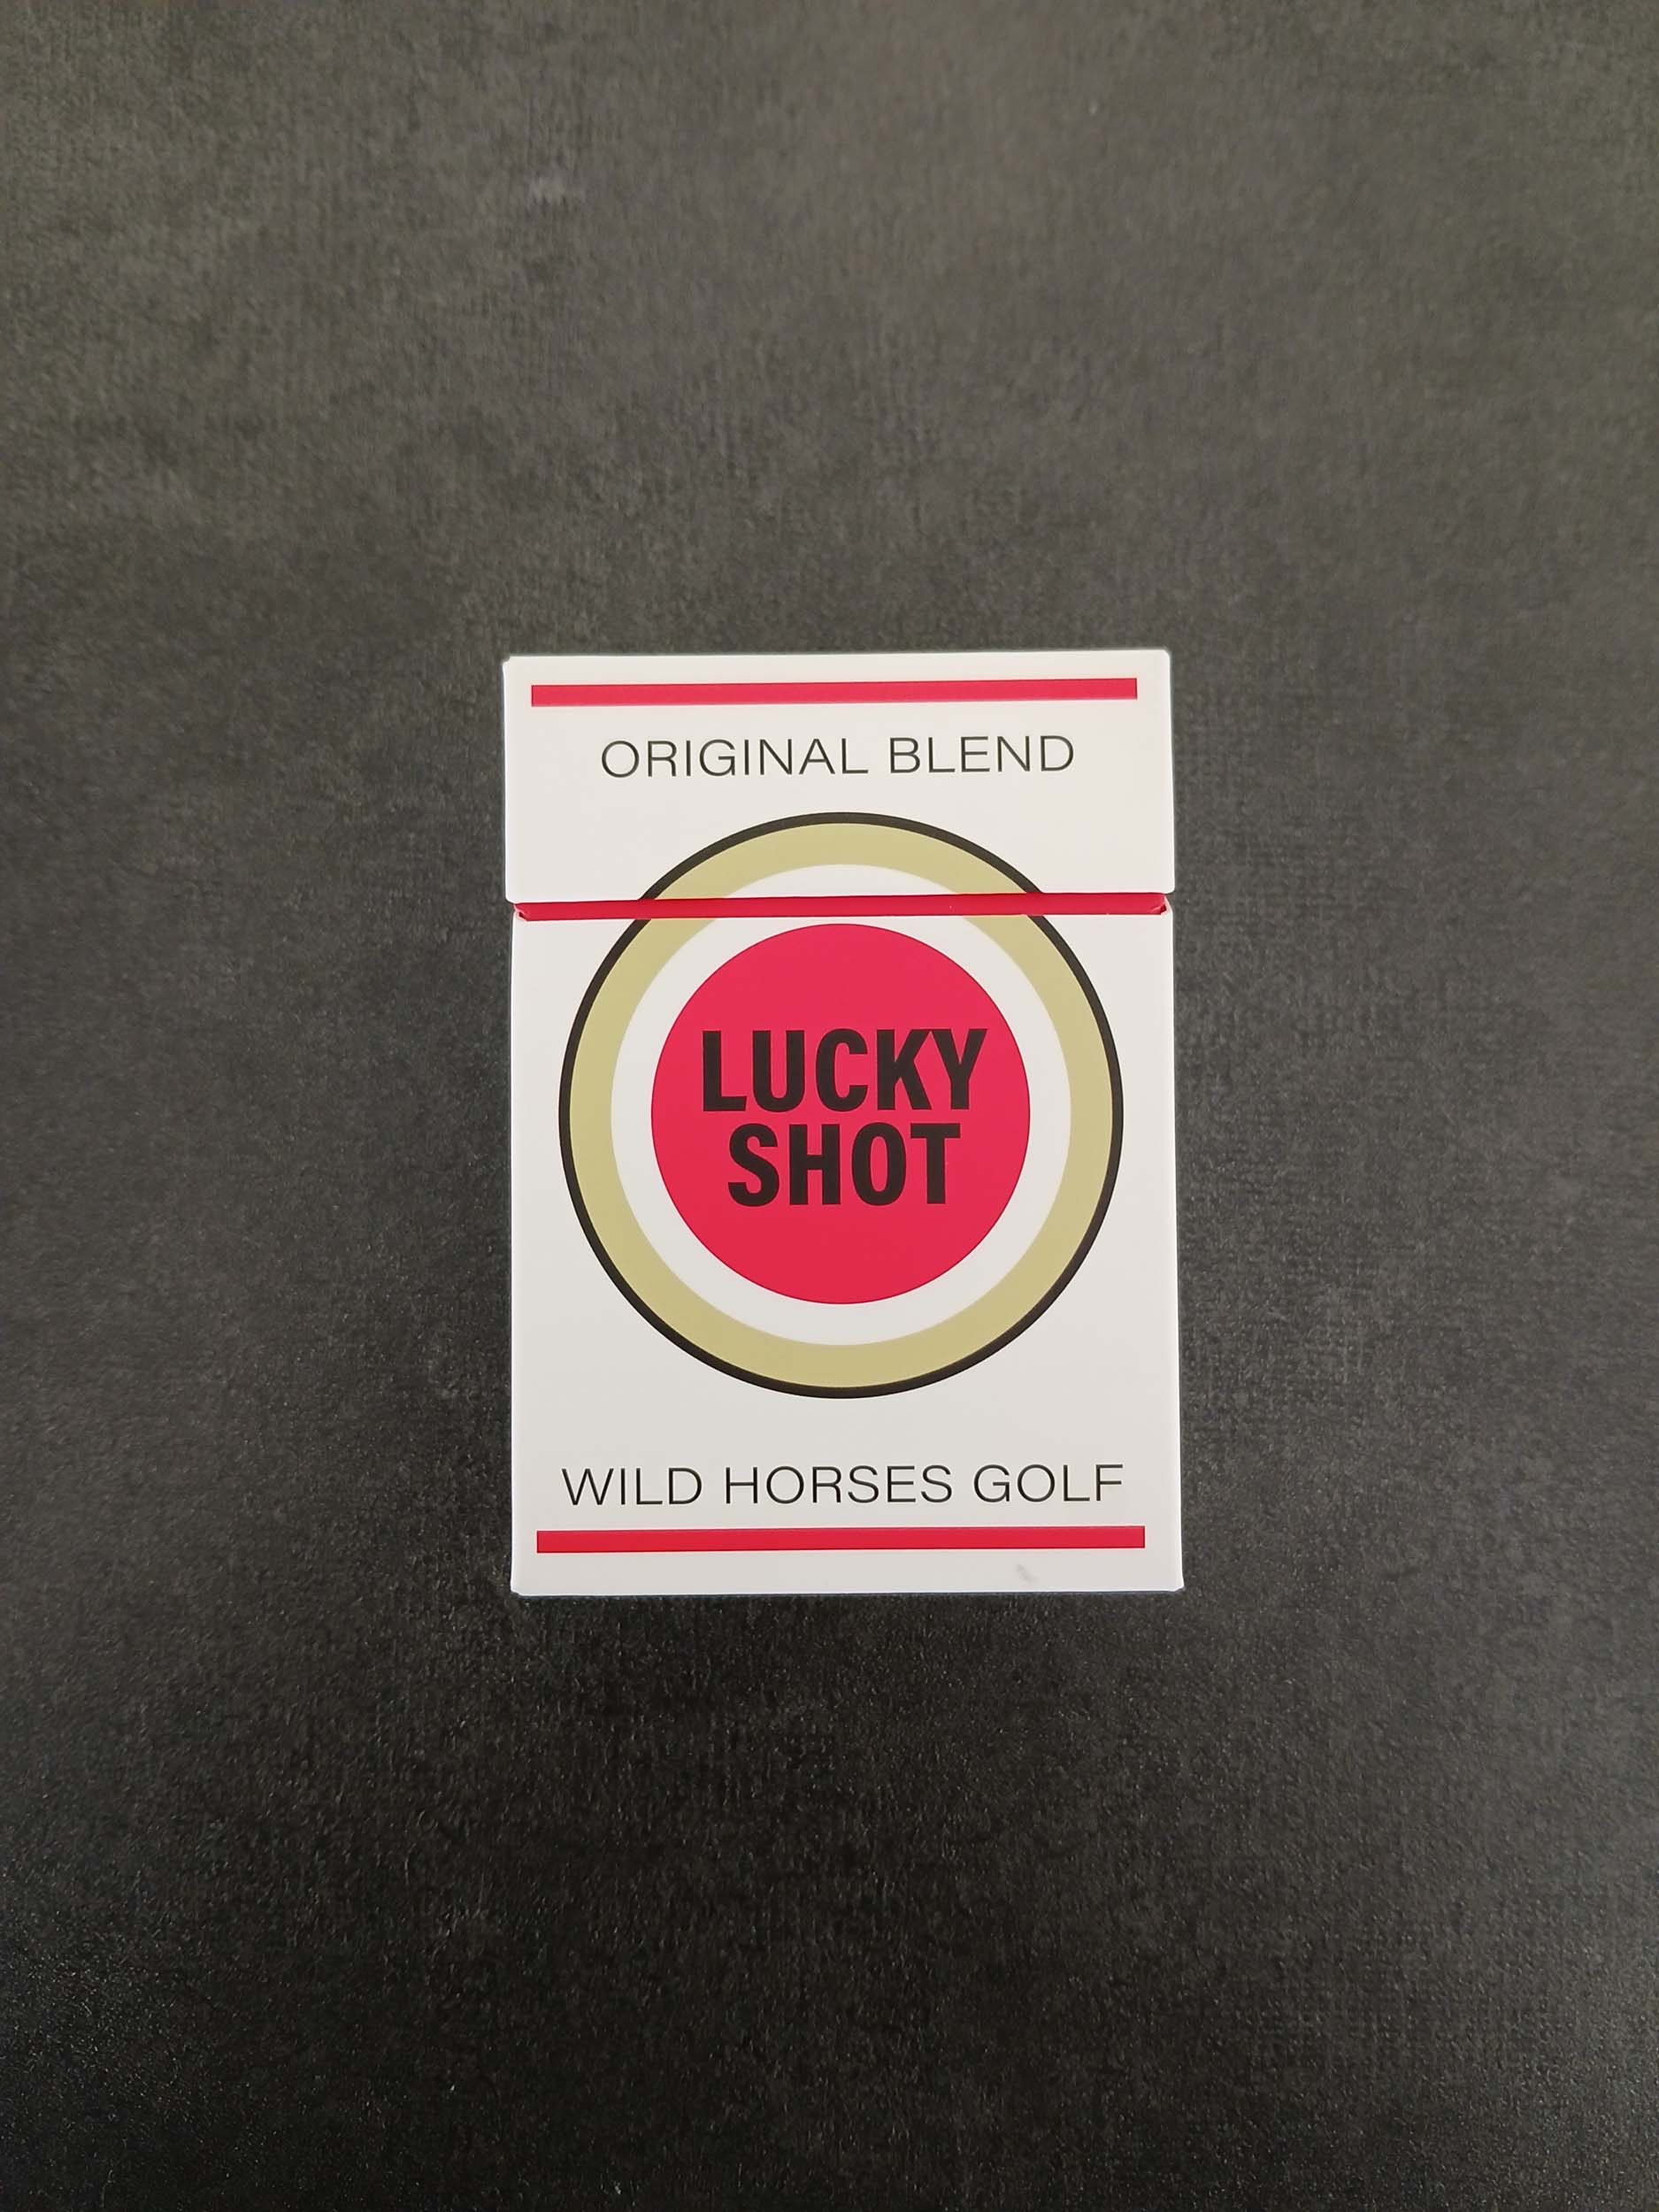 ORIGINAL BLEND
LUCKY
SHOT
WILD HORSES GOLF